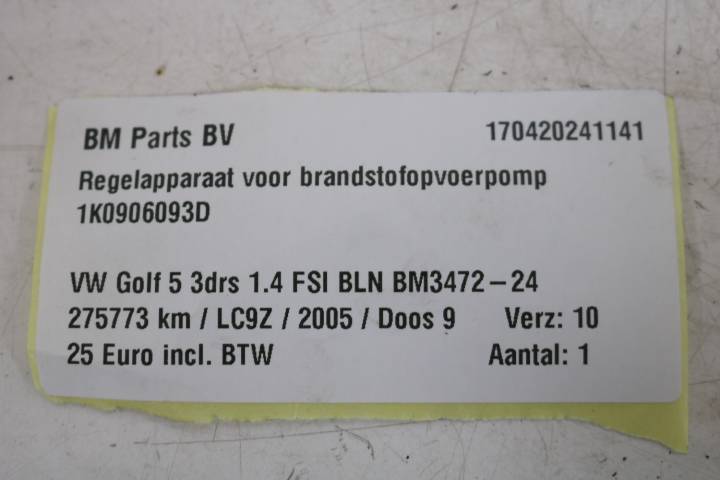 BM Parts BV 170420241141
Regelapparaat voor brandstofopvoerpomp
1K0906093D
VW Golf 5 3drs 1.4 FSI BLN BM3472-24
275773 km / LC9Z / 2005 / Doos 9 Verz: 10
25 Euro incl. BTW Aantal: 1